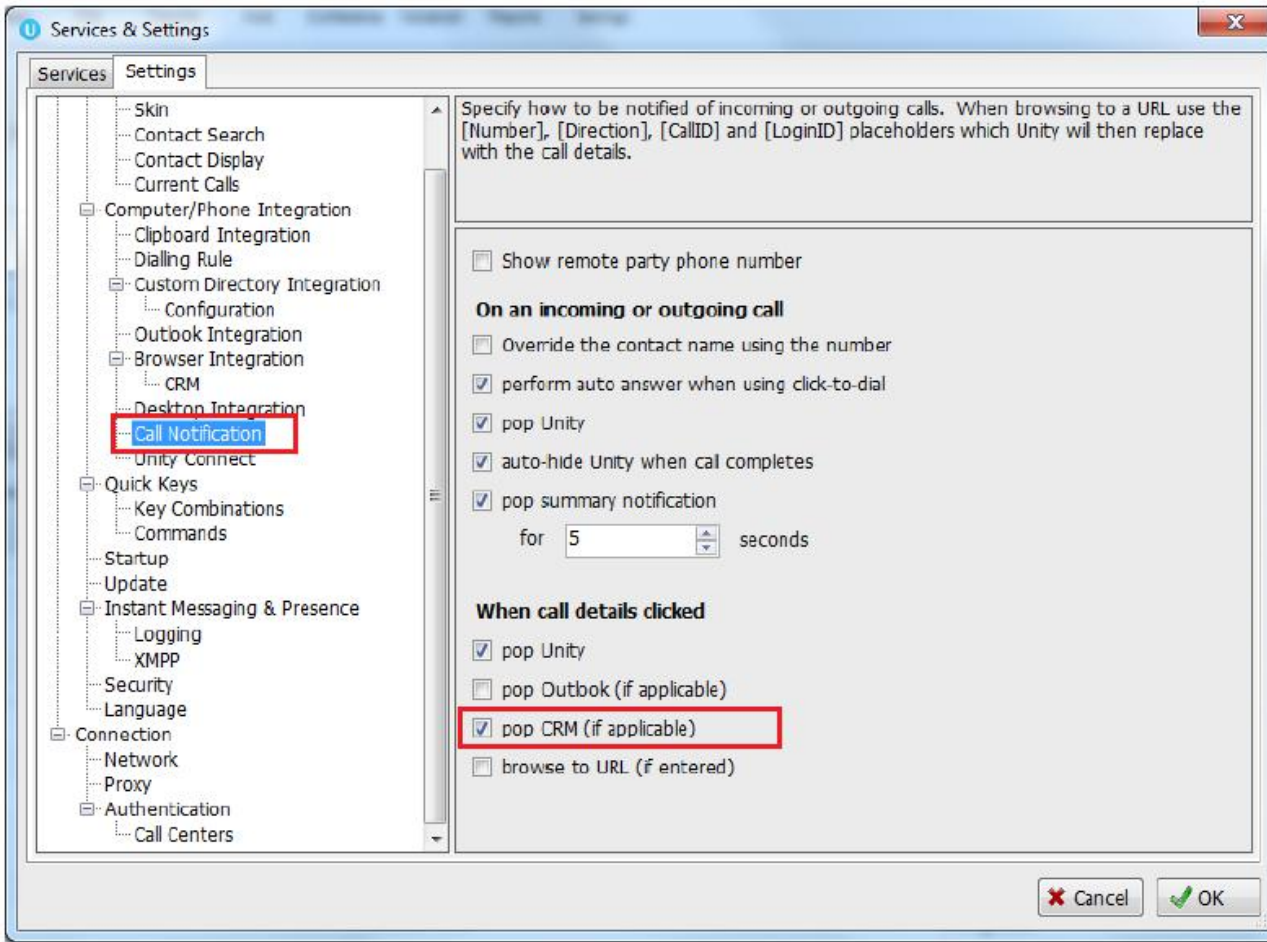 Services & Settings
Services
Settings
Skin
Contact Search
Contact Display
Current Calls
Computer/Phone Integration
Clipboard Integration
Dialling Rule
Custom Directory Integration
Configuration
Outlook Integration
Browser Integration
CRM
Desktop Integration
Call Notification
Unity Connect
Quick Keys
Key Combinations
Commands
Startup
Update
Instant Messaging & Presence
Logging
XMPP
Security
Language
Connection
Network
Proxy
Authentication
Call Centers
Specify how to be notified of incoming or outgoing calls. When browsing to a URL use the
[Number], [Direction], [CallID] and [LoginID] placeholders which Unity will then replace
with the call details.
Show remote party phone number
On an incoming or outgoing call
Override the contact name using the number
perform auto answer when using click-to-dial
pop Unity
auto-hide Unity when call completes
pop summary notification
for 5 seconds
When call details clicked
pop Unity
pop Outlook (if applicable)
pop CRM (if applicable)
browse to URL (if entered)
Cancel
OK